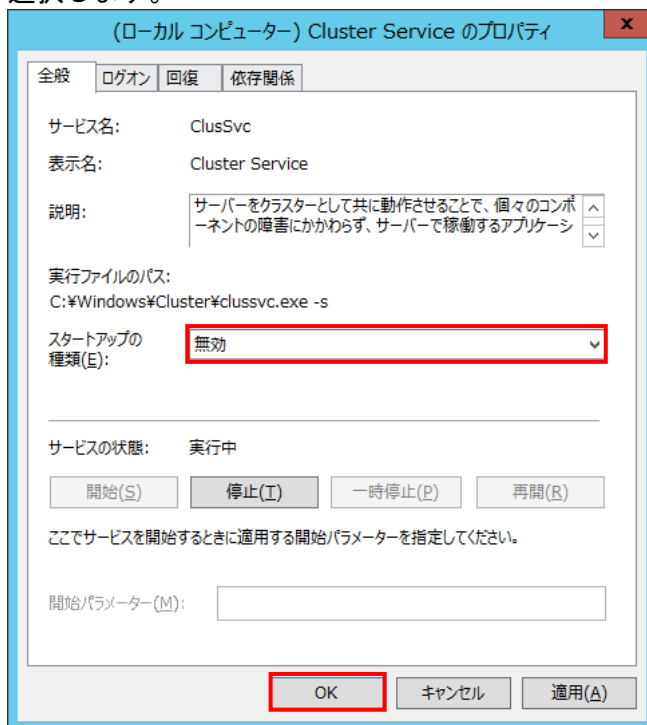 選択します。
(ローカル コンピューター) Cluster Service のプロパティ
x
全般 ログオン 回復 依存関係
サービス名: ClusSvc
表示名: Cluster Service
説明: サーバーをクラスターとして共に動作させることで、個々のコンポ
ーネントの障害にかかわらず、サーバーで稼働するアプリケーシ
実行ファイルのパス:
C:¥Windows¥Cluster¥clussvc.exe -s
スタートアップの
種類(E): 無効
サービスの状態: 実行中
開始(S) 停止(T) 一時停止(P) 再開(R)
ここでサービスを開始するときに適用する開始パラメーターを指定してください。
開始パラメーター(M):
OK キャンセル 適用(A)